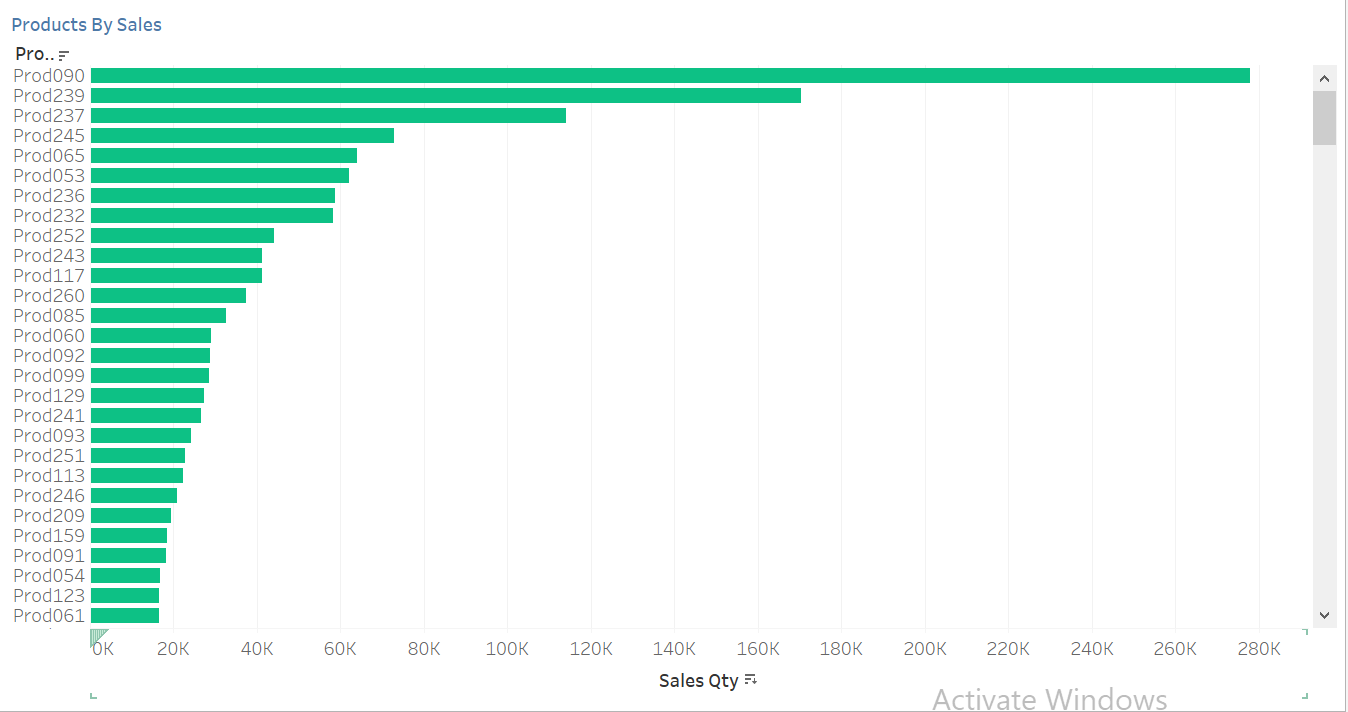 Products By Sales
Pro..
Prod090
Prod239
Prod237
Prod245
Prod065
Prod053
Prod236
Prod232
Prod252
Prod243
Prod117
Prod260
Prod085
Prod060
Prod092
Prod099
Prod129
Prod241
Prod093
Prod251
Prod113
Prod246
Prod209
Prod159
Prod091
Prod054
Prod123
Prod061
0K 20K 40K 60K 80K 100K 120K 140K 160K 180K 200K 220K 240K 260K 280K
Sales Qty
Activate Windows